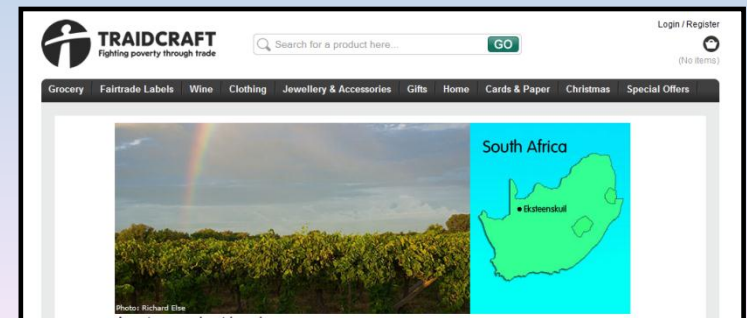 Login / Register
TRAIDCRAFT
Fighting poverty through trade
Search for a product here...
GO
(No items)
Grocery Fairtrade Labels Wine Clothing Jewellery & Accessories Gifts Home Cards & Paper Christmas Special Offers
South Africa
Eksteenskuil
Photo: Richard Else